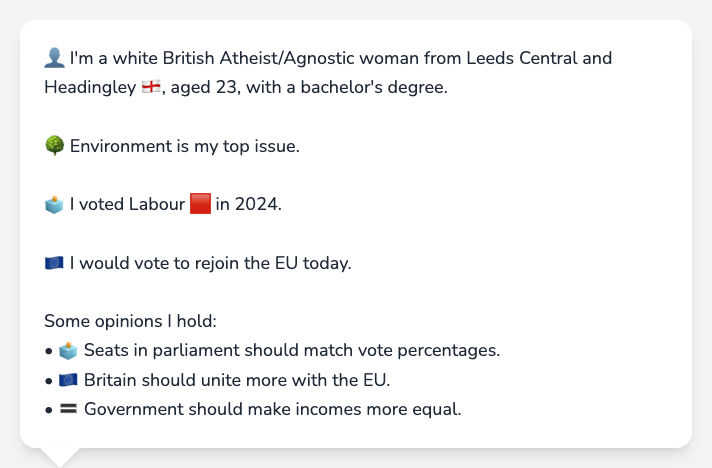 👤 I'm a white British Atheist/Agnostic woman from Leeds Central and
Headingley 🏴󠁧󠁢󠁥󠁮󠁧󠁿, aged 23, with a bachelor's degree.
🌳 Environment is my top issue.
🗳️ I voted Labour 🟥 in 2024.
🇪🇺 I would vote to rejoin the EU today.
Some opinions I hold:
• 🗳️ Seats in parliament should match vote percentages.
• 🇪🇺 Britain should unite more with the EU.
• 🟰 Government should make incomes more equal.